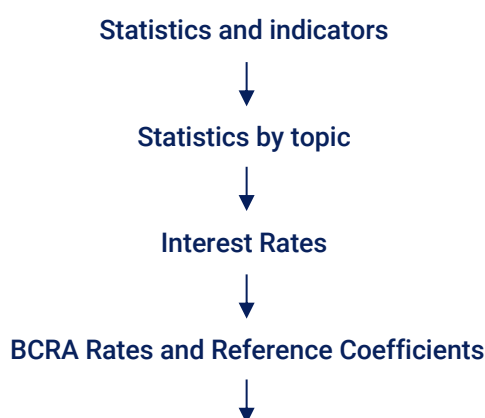 Statistics and indicators
Statistics by topic
Interest Rates
BCRA Rates and Reference Coefficients